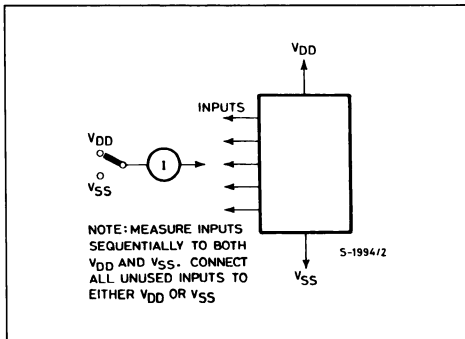 VDD
INPUTS
VDD
I
VSS
NOTE: MEASURE INPUTS
SEQUENTIALLY TO BOTH
VDD AND VSS. CONNECT
ALL UNUSED INPUTS TO
EITHER VDD OR VSS
S-1994/2
VSS